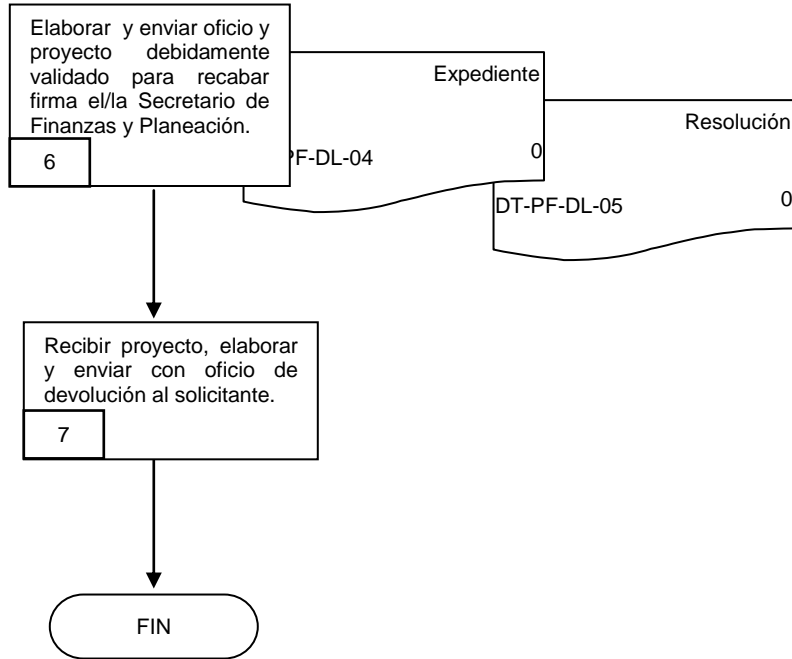 Elaborar y enviar oficio y
proyecto debidamente
validado para recabar
firma el/la Secretario de
Finanzas y Planeación.
6
Expediente
PF-DL-04
0
Resolución
DT-PF-DL-05
0
Recibir proyecto, elaborar
y enviar con oficio de
devolución al solicitante.
7
FIN